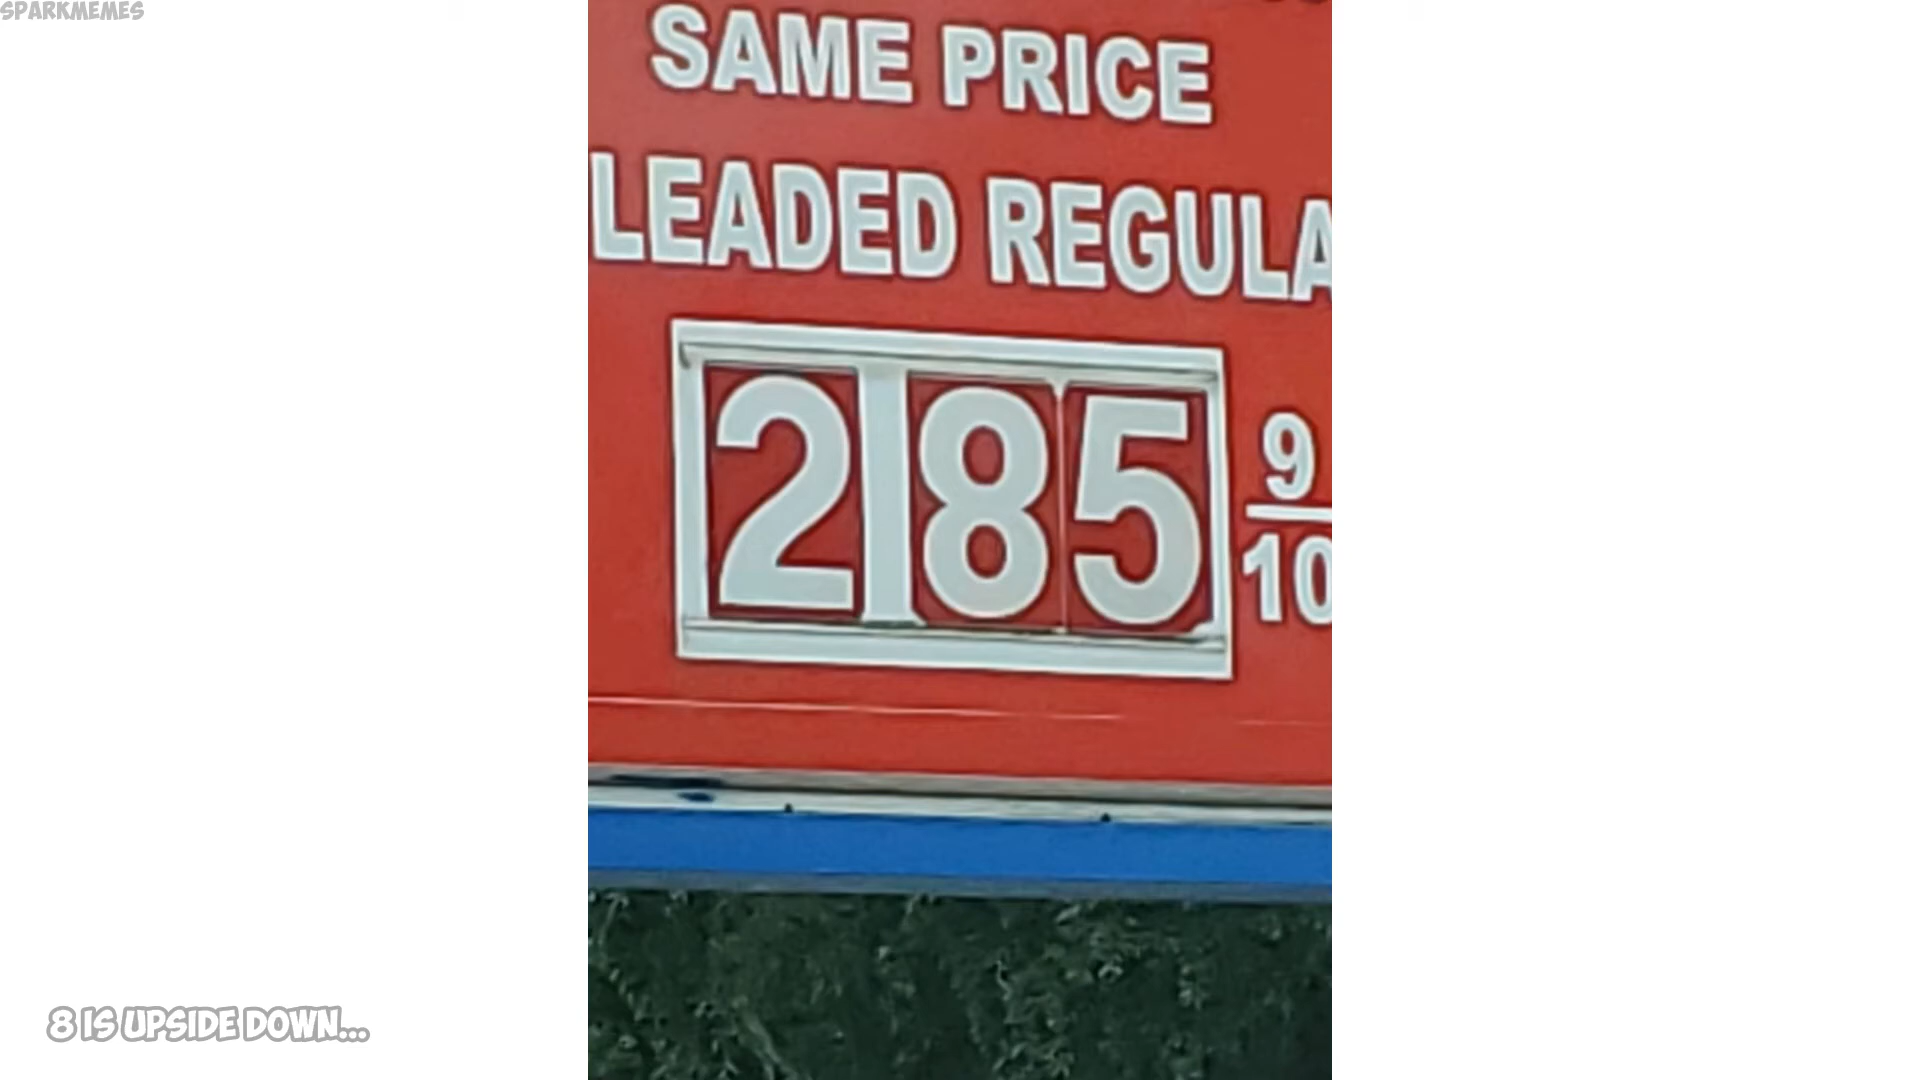 SPARKMEMES
SAME PRICE
LEADED REGULA
2 85 9/10
8 IS UPSIDE DOWN...